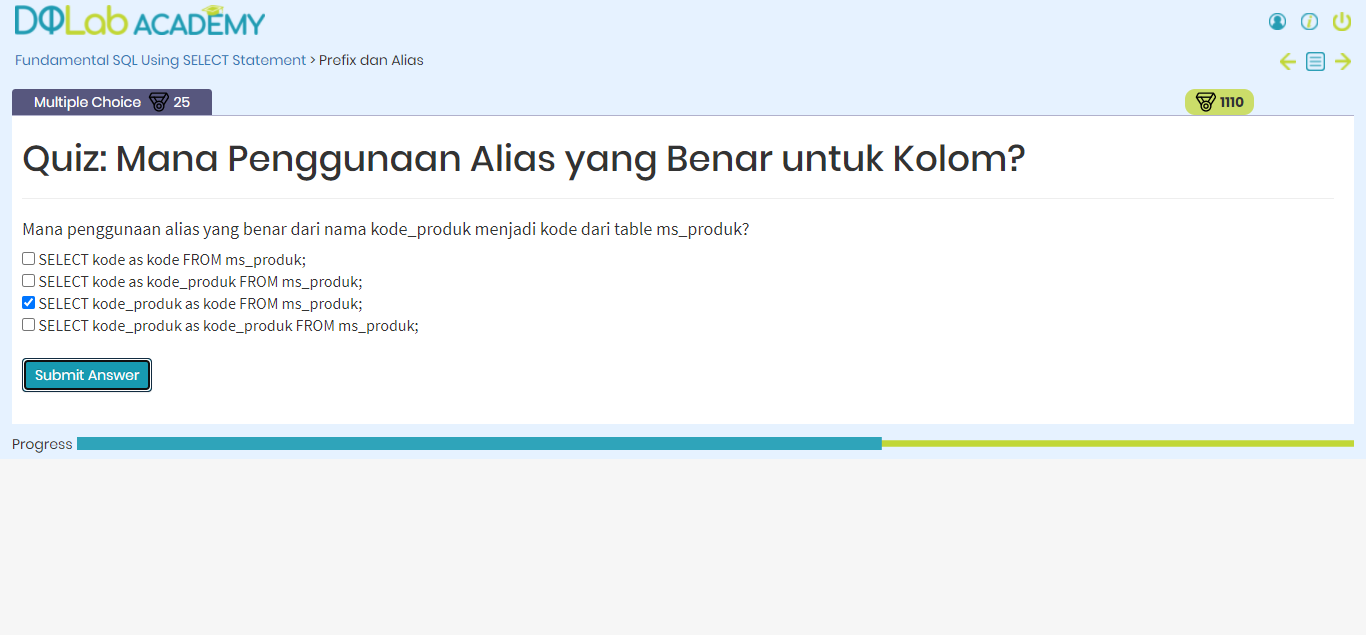 DQLab ACADEMY
Fundamental SQL Using SELECT Statement > Prefix dan Alias
Multiple Choice 25
1110
Quiz: Mana Penggunaan Alias yang Benar untuk Kolom?
Mana penggunaan alias yang benar dari nama kode_produk menjadi kode dari table ms_produk?
SELECT kode as kode FROM ms_produk;
SELECT kode as kode_produk FROM ms_produk;
SELECT kode_produk as kode FROM ms_produk;
SELECT kode_produk as kode_produk FROM ms_produk;
Submit Answer
Progress